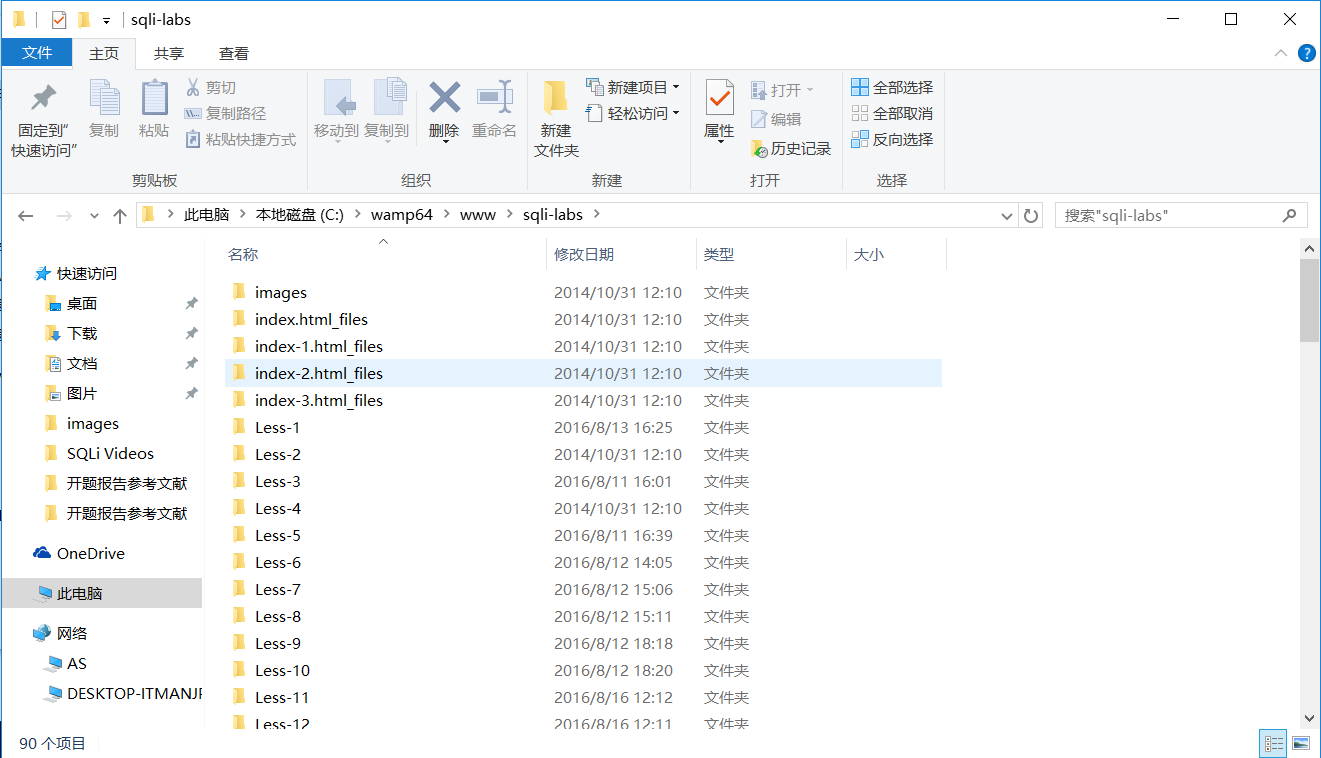 sqli-labs
文件 主页 共享 查看
固定到“快速访问”
复制
粘贴
剪切
复制路径
粘贴快捷方式
剪贴板
移动到
复制到
删除
重命名
组织
新建文件夹
新建项目
轻松访问
新建
属性
打开
编辑
历史记录
打开
全部选择
全部取消
反向选择
选择
此电脑 本地磁盘 (C:) wamp64 www sqli-labs
搜索"sqli-labs"
快速访问
桌面
下载
文档
图片
images
SQLi Videos
开题报告参考文献
开题报告参考文献
OneDrive
此电脑
网络
AS
DESKTOP-ITMANJ
名称 修改日期 类型 大小
images 2014/10/31 12:10 文件夹
index.html_files 2014/10/31 12:10 文件夹
index-1.html_files 2014/10/31 12:10 文件夹
index-2.html_files 2014/10/31 12:10 文件夹
index-3.html_files 2014/10/31 12:10 文件夹
Less-1 2016/8/13 16:25 文件夹
Less-2 2014/10/31 12:10 文件夹
Less-3 2016/8/11 16:01 文件夹
Less-4 2014/10/31 12:10 文件夹
Less-5 2016/8/11 16:39 文件夹
Less-6 2016/8/12 14:05 文件夹
Less-7 2016/8/12 15:06 文件夹
Less-8 2016/8/12 15:11 文件夹
Less-9 2016/8/12 18:18 文件夹
Less-10 2016/8/12 18:20 文件夹
Less-11 2016/8/16 12:12 文件夹
Less-12 2016/8/16 12:11 文件夹
90 个项目